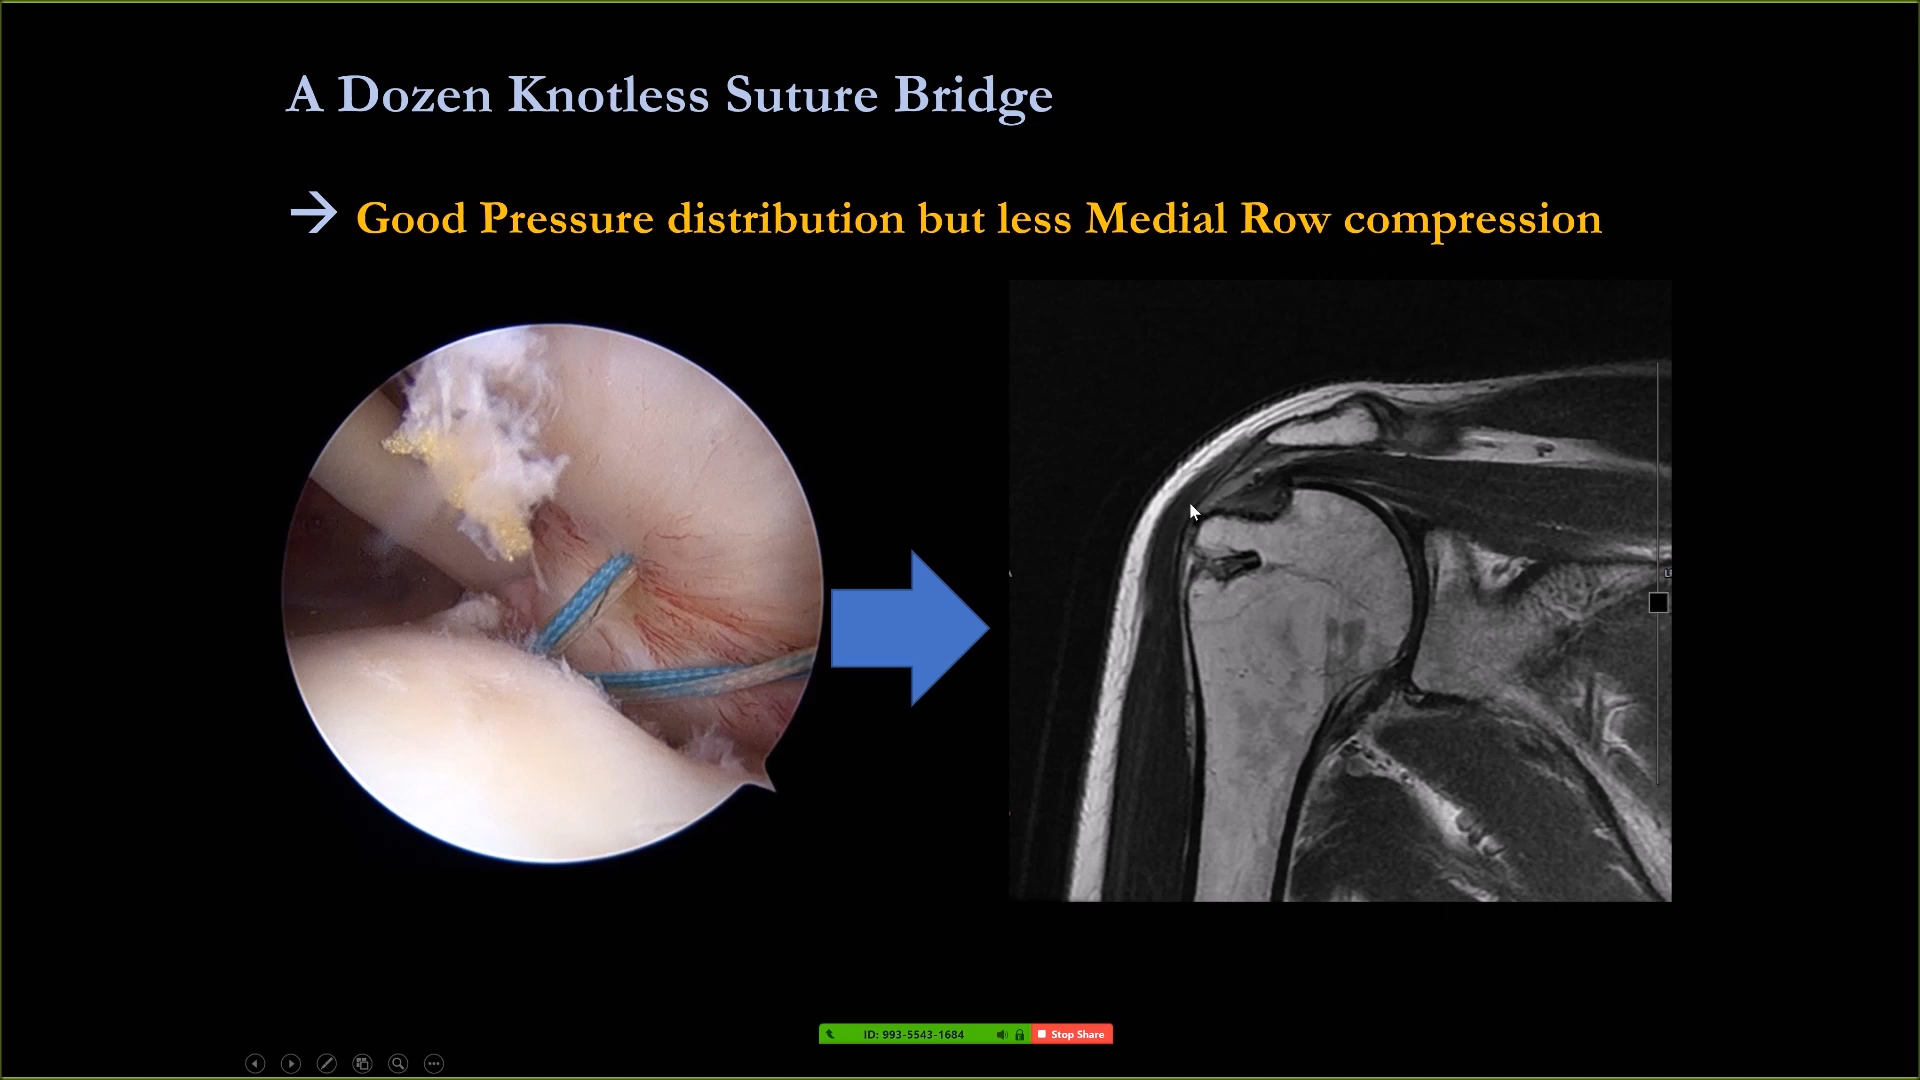 A Dozen Knotless Suture Bridge
→ Good Pressure distribution but less Medial Row compression
ID: 993-5543-1684
Stop Share